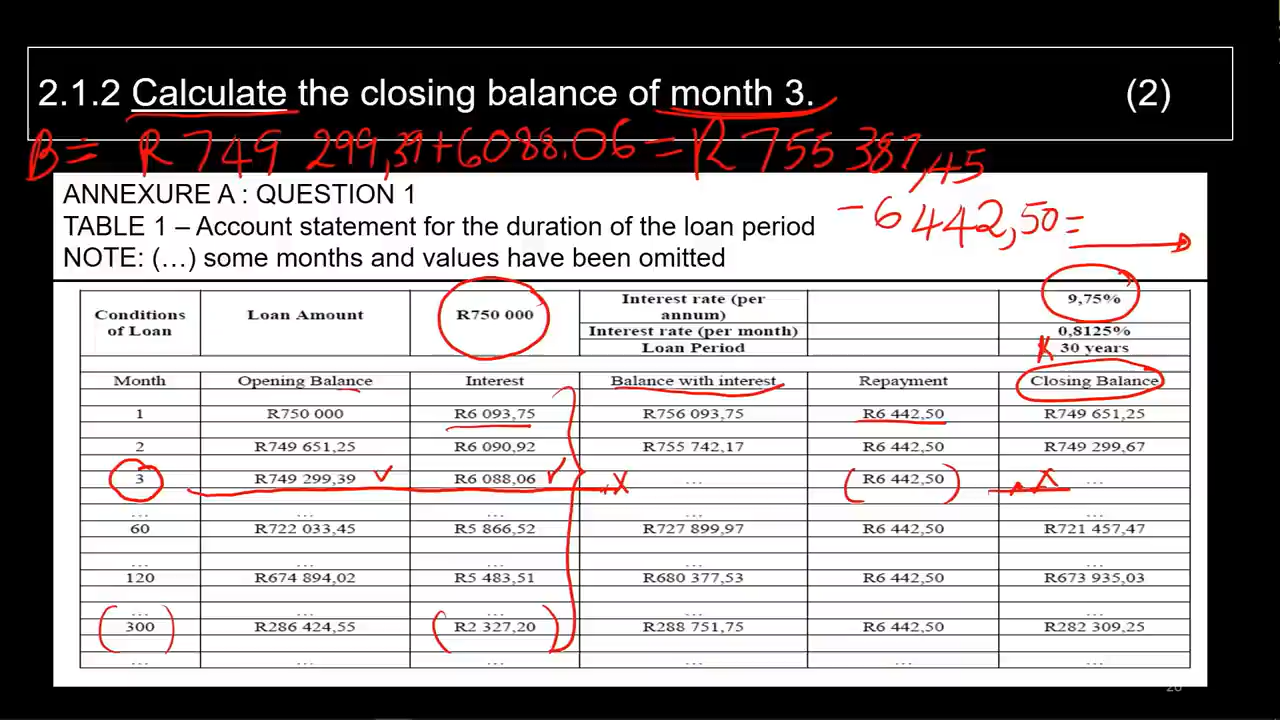 2.1.2 Calculate the closing balance of month 3. (2)
B = R 749 299,39+6088.06 = R 755 387,45
ANNEXURE A : QUESTION 1
TABLE 1 – Account statement for the duration of the loan period
NOTE: (…) some months and values have been omitted
-6442,50=
Conditions of Loan Loan Amount R750 000 Interest rate (per annum) 9,75%
Interest rate (per month) 0,8125%
Loan Period x 30 years
Month Opening Balance Interest Balance with interest Repayment Closing Balance
1 R750 000 R6 093,75 R756 093,75 R6 442,50 R749 651,25
2 R749 651,25 R6 090,92 R755 742,17 R6 442,50 R749 299,67
3 R749 299,39 R6 088,06 x … (R6 442,50) x …
… … … … … …
60 R722 033,45 R5 866,52 R727 899,97 R6 442,50 R721 457,47
… … … … … …
120 R674 894,02 R5 483,51 R680 377,53 R6 442,50 R673 935,03
… … … … … …
(300) R286 424,55 (R2 327,20) R288 751,75 R6 442,50 R282 309,25
… … … … … …